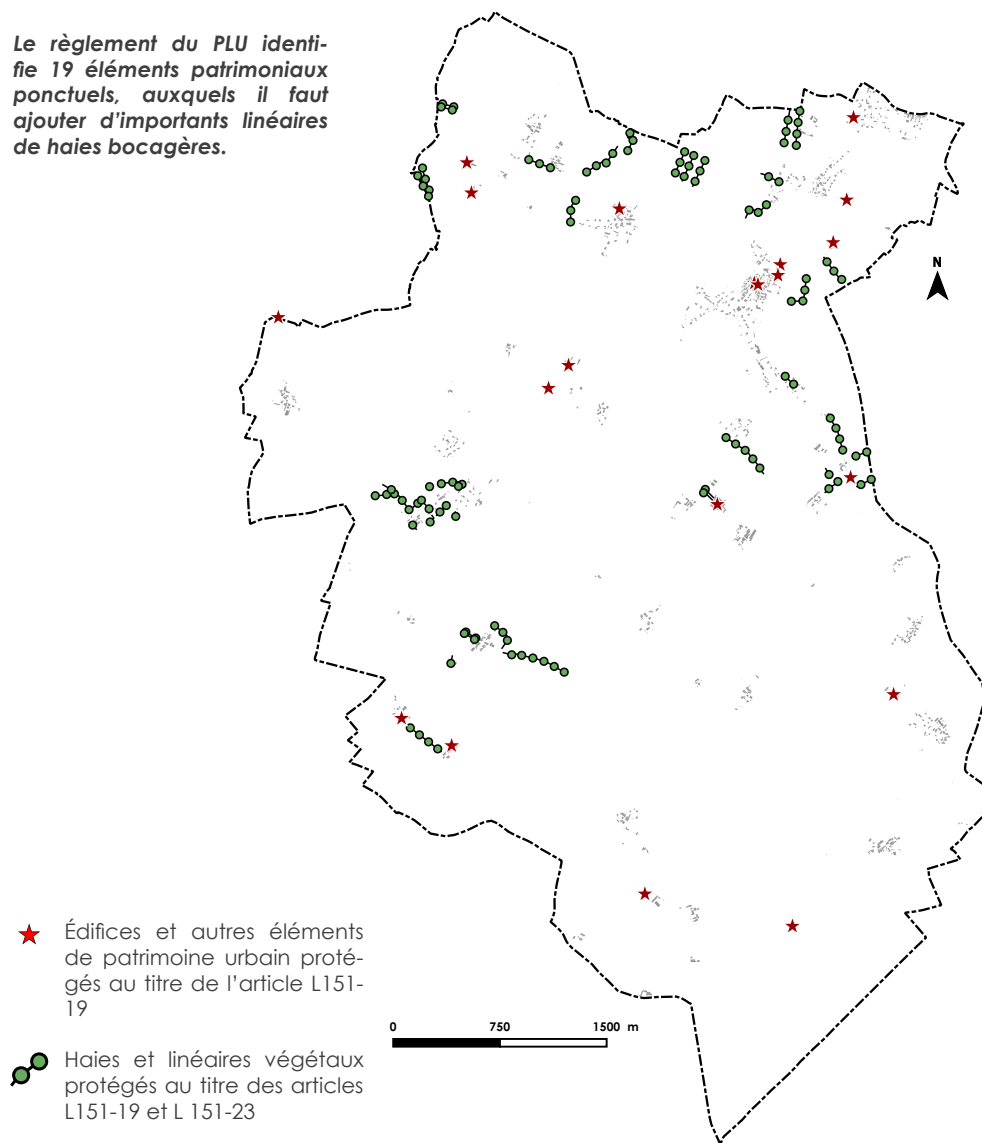 Le règlement du PLU identi-
fie 19 éléments patrimoniaux
ponctuels, auxquels il faut
ajouter d'importants linéaires
de haies bocagères.
N
Édifices et autres éléments
de patrimoine urbain proté-
gés au titre de l'article L151-
19
0 750 1500 m
Haies et linéaires végétaux
protégés au titre des articles
L151-19 et L 151-23